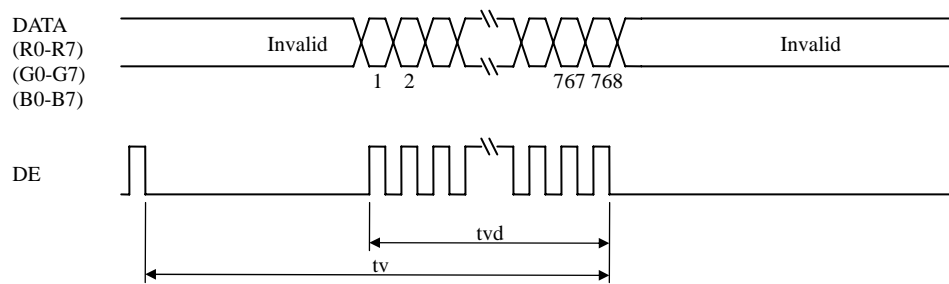 DATA
(R0-R7)
(G0-G7)
(B0-B7)
Invalid
Invalid
1 2 767 768
DE
tvd
tv